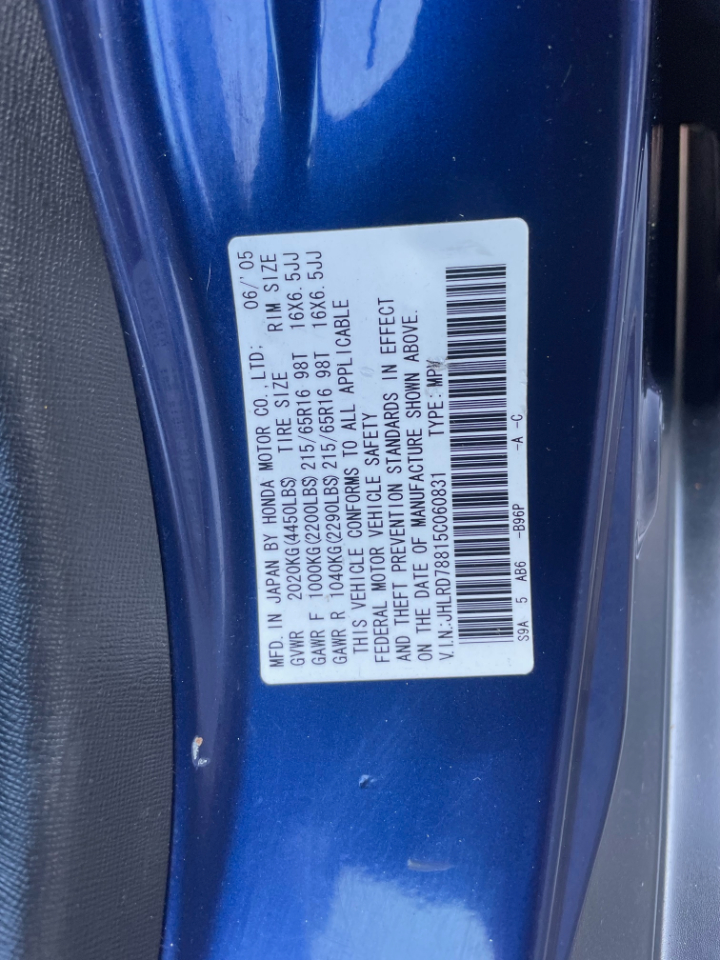 MFD. IN JAPAN BY HONDA MOTOR CO., LTD; 06/'05
GVWR 2020KG(4450LBS) TIRE SIZE RIM SIZE
GAWR F 1000KG(2200LBS) 215/65R16 98T 16X6.5JJ
GAWR R 1040KG(2290LBS) 215/65R16 98T 16X6.5JJ
THIS VEHICLE CONFORMS TO ALL APPLICABLE
FEDERAL MOTOR VEHICLE SAFETY
AND THEFT PREVENTION STANDARDS IN EFFECT
ON THE DATE OF MANUFACTURE SHOWN ABOVE.
V.I.N.:JHLRD78815C060831 TYPE: MPV
S9A 5 AB6 -B96P -A -C